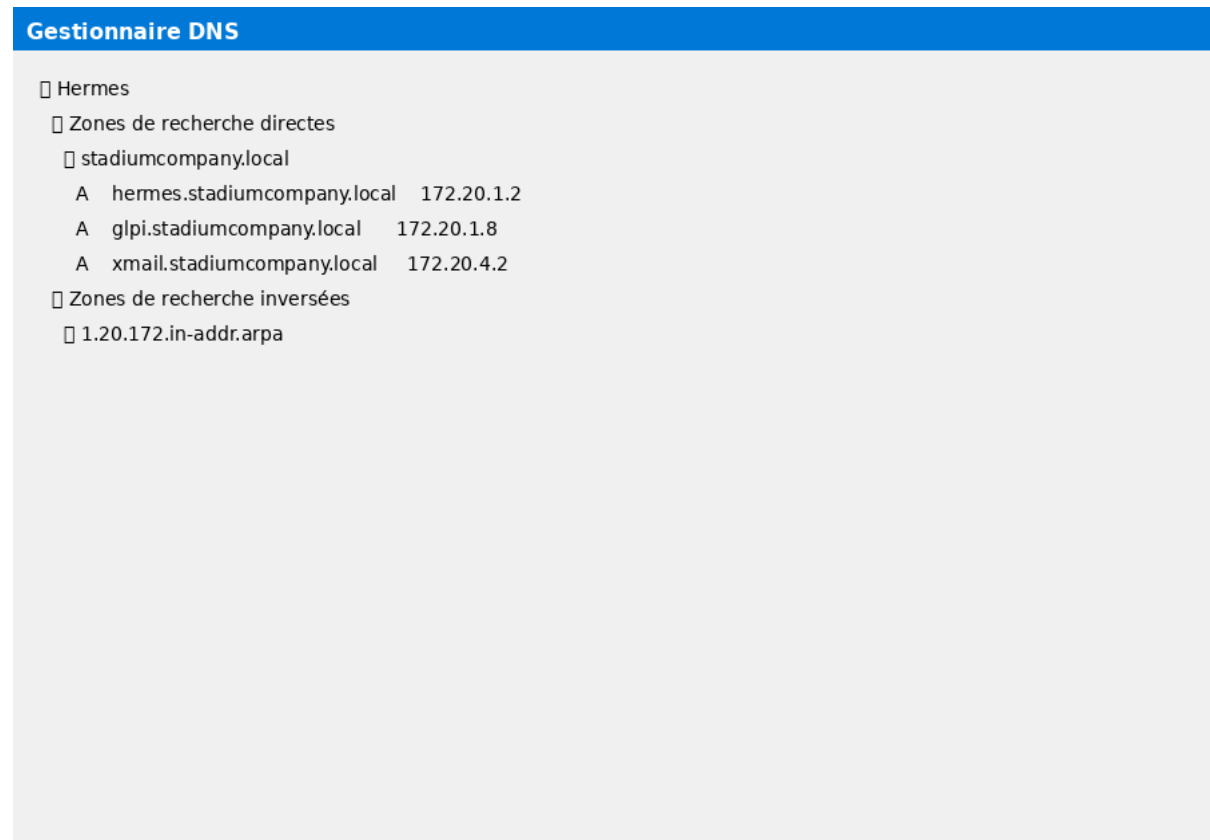 Gestionnaire DNS
Hermes
Zones de recherche directes
stadiumcompany.local
A hermes.stadiumcompany.local 172.20.1.2
A glpi.stadiumcompany.local 172.20.1.8
A xmail.stadiumcompany.local 172.20.4.2
Zones de recherche inversées
1.20.172.in-addr.arpa